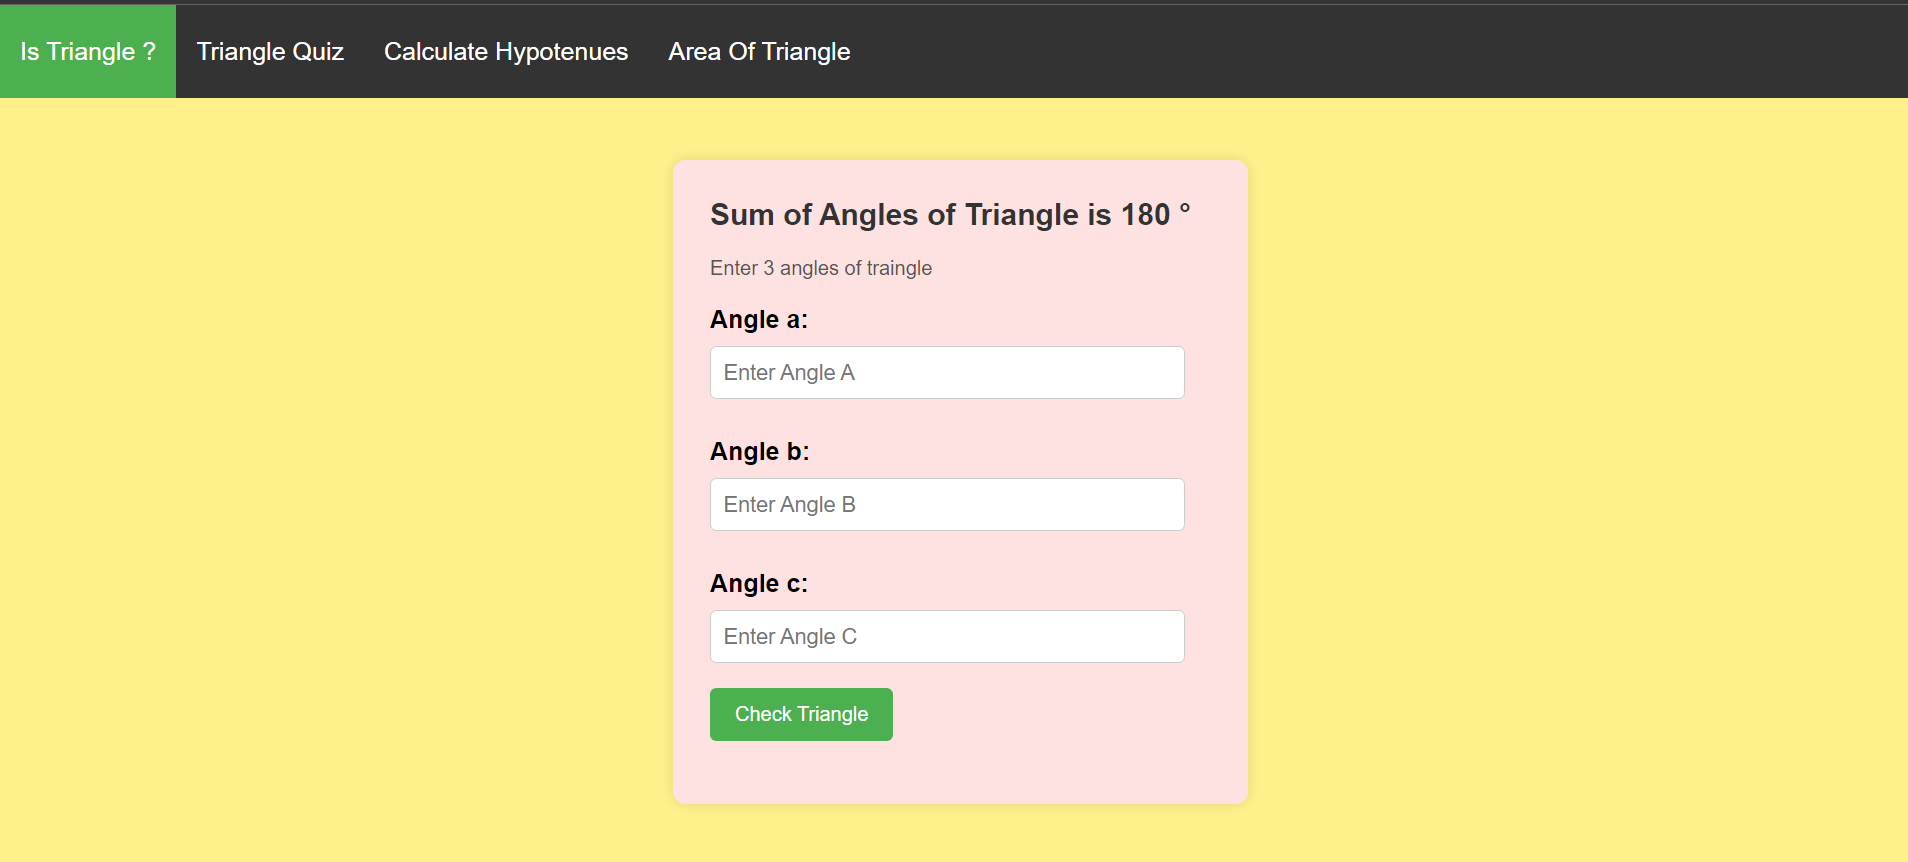 Is Triangle ? Triangle Quiz Calculate Hypotenues Area Of Triangle
Sum of Angles of Triangle is 180 °
Enter 3 angles of traingle
Angle a:
Enter Angle A
Angle b:
Enter Angle B
Angle c:
Enter Angle C
Check Triangle